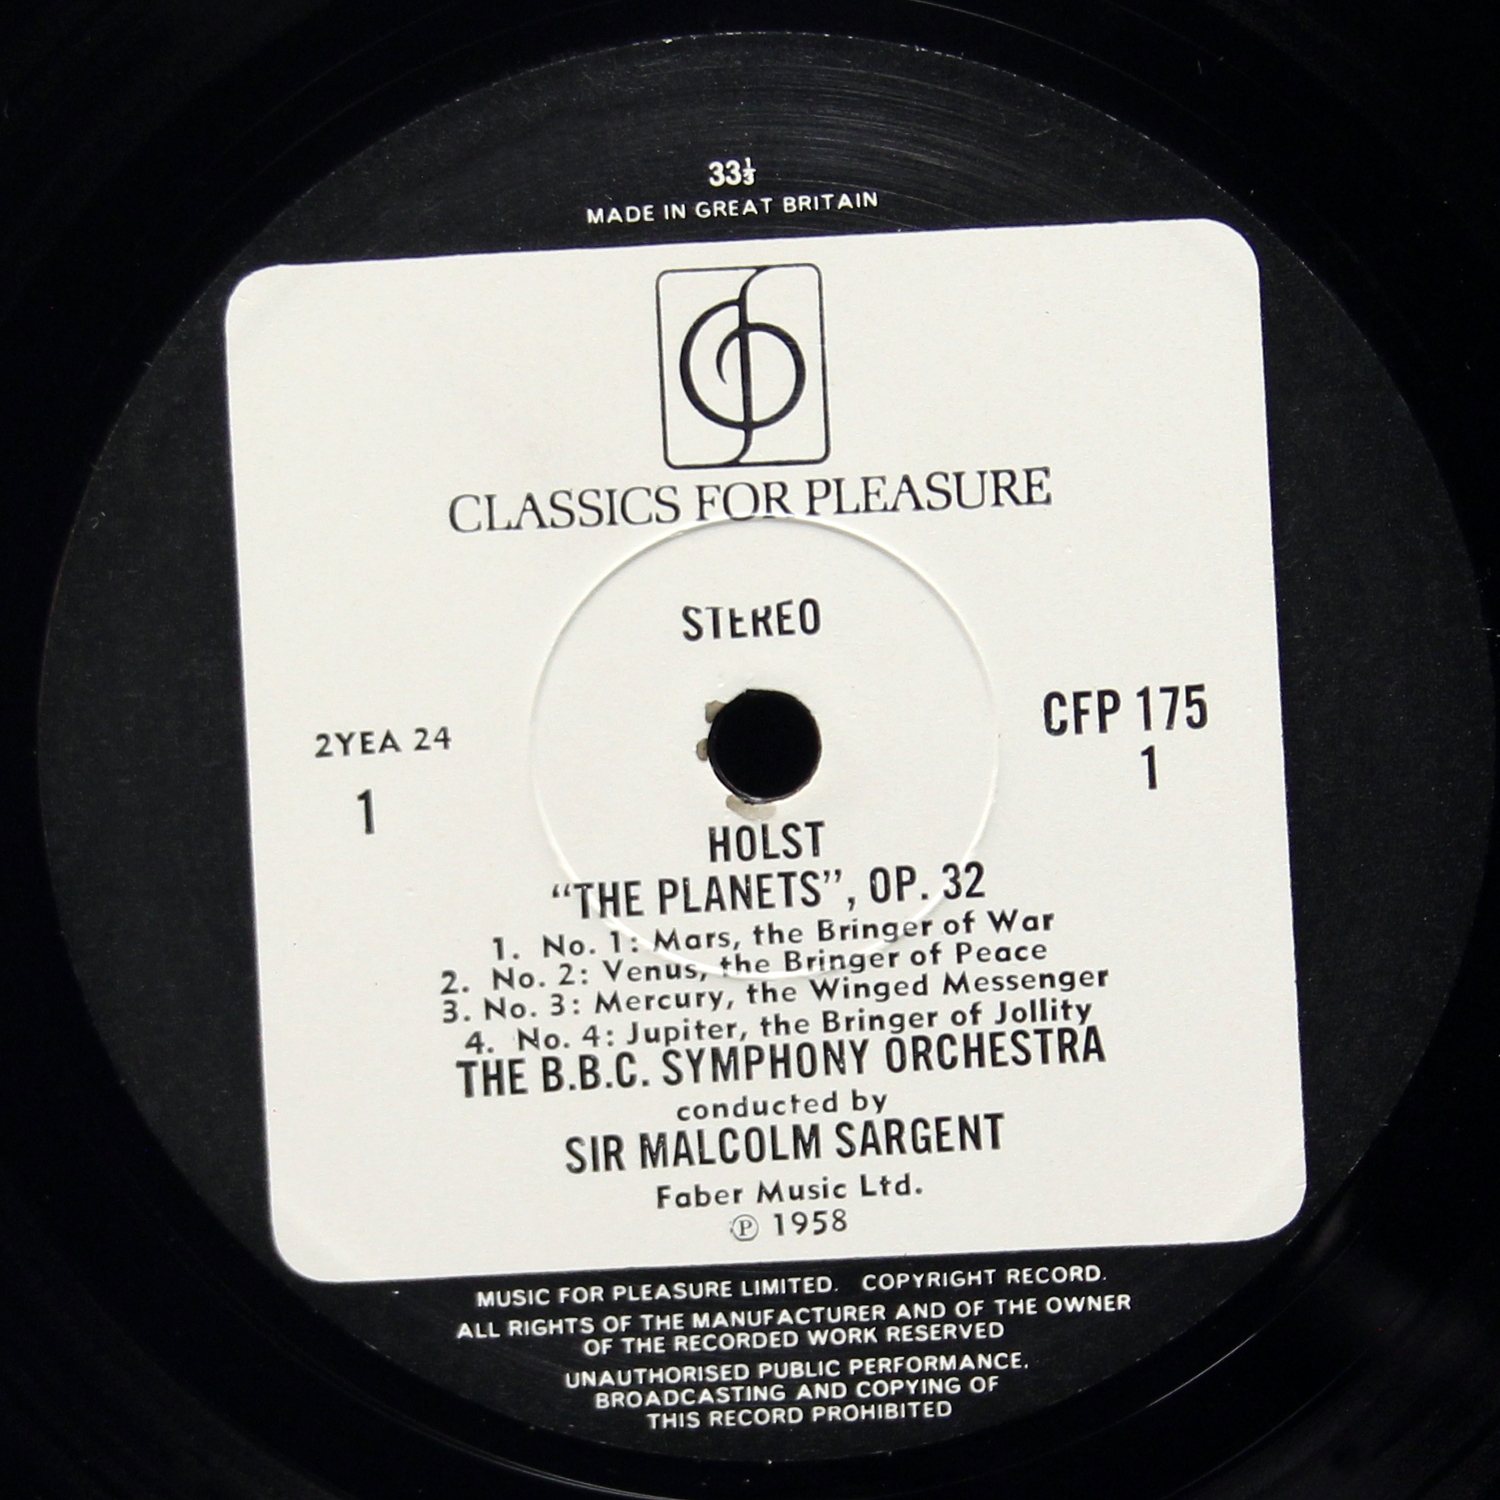 33⅓
MADE IN GREAT BRITAIN
CLASSICS FOR PLEASURE
STEREO
2YEA 24
1
CFP 175
1
HOLST
“THE PLANETS”, OP. 32
1. No. 1: Mars, the Bringer of War
2. No. 2: Venus, the Bringer of Peace
3. No. 3: Mercury, the Winged Messenger
4. No. 4: Jupiter, the Bringer of Jollity
THE B.B.C. SYMPHONY ORCHESTRA
conducted by
SIR MALCOLM SARGENT
Faber Music Ltd.
℗ 1958
MUSIC FOR PLEASURE LIMITED. COPYRIGHT RECORD.
ALL RIGHTS OF THE MANUFACTURER AND OF THE OWNER
OF THE RECORDED WORK RESERVED
UNAUTHORISED PUBLIC PERFORMANCE.
BROADCASTING AND COPYING OF
THIS RECORD PROHIBITED